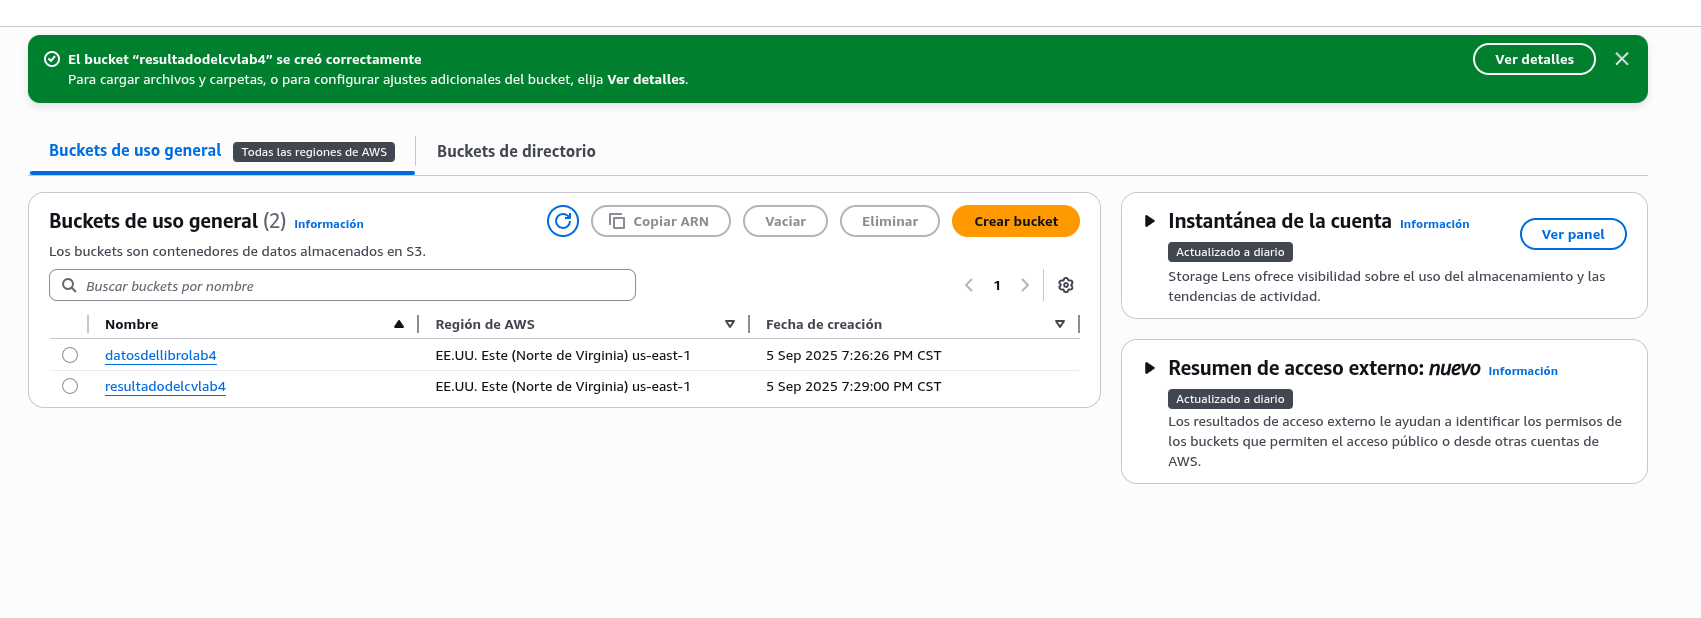 El bucket “resultadodelcvlab4” se creó correctamente
Para cargar archivos y carpetas, o para configurar ajustes adicionales del bucket, elija Ver detalles.
Ver detalles
Buckets de uso general
Todas las regiones de AWS
Buckets de directorio
Buckets de uso general (2) Información
Copiar ARN
Vaciar
Eliminar
Crear bucket
Los buckets son contenedores de datos almacenados en S3.
Buscar buckets por nombre
1
Nombre Región de AWS Fecha de creación
datosdellibrolab4 EE.UU. Este (Norte de Virginia) us-east-1 5 Sep 2025 7:26:26 PM CST
resultadodelcvlab4 EE.UU. Este (Norte de Virginia) us-east-1 5 Sep 2025 7:29:00 PM CST
Instantánea de la cuenta Información
Ver panel
Actualizado a diario
Storage Lens ofrece visibilidad sobre el uso del almacenamiento y las
tendencias de actividad.
Resumen de acceso externo: nuevo Información
Actualizado a diario
Los resultados de acceso externo le ayudan a identificar los permisos de
los buckets que permiten el acceso público o desde otras cuentas de
AWS.